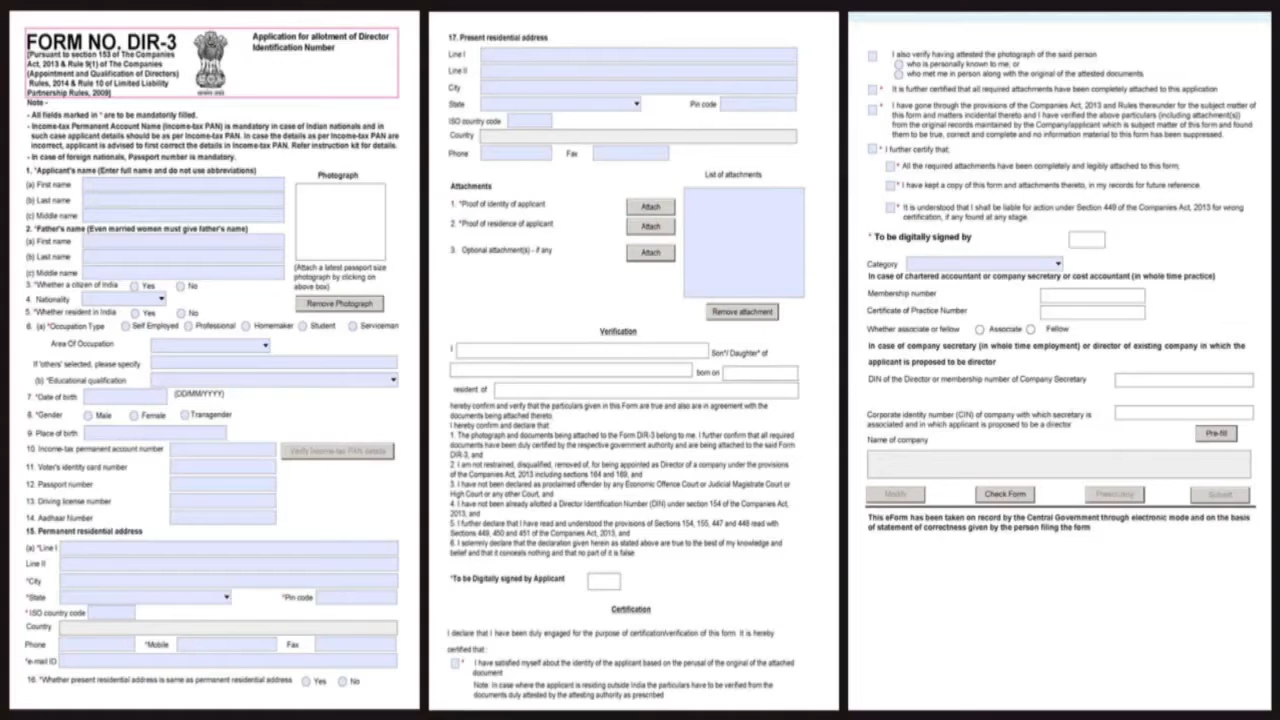 FORM NO. DIR-3
[Pursuant to section 153 of The Companies
Act, 2013 & Rule 9(1) of The Companies
(Appointment and Qualification of Directors)
Rules, 2014 & Rule 10 of Limited Liability
Partnership Rules, 2009]
Application for allotment of Director
Identification Number
Note -
- All fields marked in * are to be mandatorily filled.
- Income-tax Permanent Account Name (Income-tax PAN) is mandatory in case of Indian nationals and in
such case applicant details should be as per Income-tax PAN. In case the details as per Income-tax PAN are
incorrect, applicant is advised to first correct the details in Income-tax PAN. Refer instruction kit for details.
- In case of foreign nationals, Passport number is mandatory.
1. *Applicant's name (Enter full name and do not use abbreviations)
Photograph
(a) First name
(b) Last name
(c) Middle name
2. *Father's name (Even married women must give father's name)
(a) First name
(b) Last name
(c) Middle name
(Attach a latest passport size
photograph by clicking on
above box)
Remove Photograph
3. *Whether a citizen of India Yes No
4. Nationality
5. *Whether resident in India Yes No
6. (a) *Occupation Type Self Employed Professional Homemaker Student Serviceman
Area Of Occupation
If 'others' selected, please specify
(b) *Educational qualification
7. *Date of birth (DD/MM/YYYY)
8. *Gender Male Female Transgender
9. Place of birth
10. Income-tax permanent account number Verify Income-tax PAN details
11. Voter's identity card number
12. Passport number
13. Driving license number
14. Aadhaar Number
15. Permanent residential address
(a) *Line I
Line II
*City
*State *Pin code
* ISO country code
Country
Phone *Mobile Fax
*e-mail ID
16. *Whether present residential address is same as permanent residential address Yes No
17. Present residential address
Line I
Line II
City
State Pin code
ISO country code
Country
Phone Fax
Attachments
List of attachments
1. *Proof of identity of applicant Attach
2. *Proof of residence of applicant Attach
3. Optional attachment(s) - if any Attach
Remove attachment
Verification
I Son*/ Daughter* of
born on
resident of
hereby confirm and verify that the particulars given in this Form are true and also are in agreement with the
documents being attached thereto.
I hereby confirm and declare that:
1. The photograph and documents being attached to the Form DIR-3 belong to me. I further confirm that all required
documents have been duly certified by the respective government authority and are being attached to the said Form
DIR-3, and
2. I am not restrained, disqualified, removed of, for being appointed as Director of a company under the provisions
of the Companies Act, 2013 including sections 164 and 169, and
3. I have not been declared as proclaimed offender by any Economic Offence Court or Judicial Magistrate Court or
High Court or any other Court, and
4. I have not been already allotted a Director Identification Number (DIN) under section 154 of the Companies Act,
2013, and
5. I further declare that I have read and understood the provisions of Sections 154, 155, 447 and 448 read with
Sections 449, 450 and 451 of the Companies Act, 2013, and
6. I solemnly declare that the declaration given herein as stated above are true to the best of my knowledge and
belief and that it conceals nothing and that no part of it is false
*To be Digitally signed by Applicant
Certification
I declare that I have been duly engaged for the purpose of certification/verification of this form. It is hereby
certified that:
* I have satisfied myself about the identity of the applicant based on the perusal of the original of the attached
document
Note: In case where the applicant is residing outside India the particulars have to be verified from the
documents duly attested by the attesting authority as prescribed
I also verify having attested the photograph of the said person
who is personally known to me; or
who met me in person along with the original of the attested documents.
* It is further certified that all required attachments have been completely attached to this application
* I have gone through the provisions of the Companies Act, 2013 and Rules thereunder for the subject matter of
this form and matters incidental thereto and I have verified the above particulars (including attachment(s))
from the original records maintained by the Company/applicant which is subject matter of this form and found
them to be true, correct and complete and no information material to this form has been suppressed.
* I further certify that:
* All the required attachments have been completely and legibly attached to this form;
* I have kept a copy of this form and attachments thereto, in my records for future reference.
* It is understood that I shall be liable for action under Section 449 of the Companies Act, 2013 for wrong
certification, if any found at any stage.
* To be digitally signed by
Category
In case of chartered accountant or company secretary or cost accountant (in whole time practice)
Membership number
Certificate of Practice Number
Whether associate or fellow Associate Fellow
In case of company secretary (in whole time employment) or director of existing company in which the
applicant is proposed to be director
DIN of the Director or membership number of Company Secretary
Corporate identity number (CIN) of company with which secretary is
associated and in which applicant is proposed to be a director
Pre-fill
Name of company
Modify Check Form Prescrutiny Submit
This eForm has been taken on record by the Central Government through electronic mode and on the basis
of statement of correctness given by the person filing the form